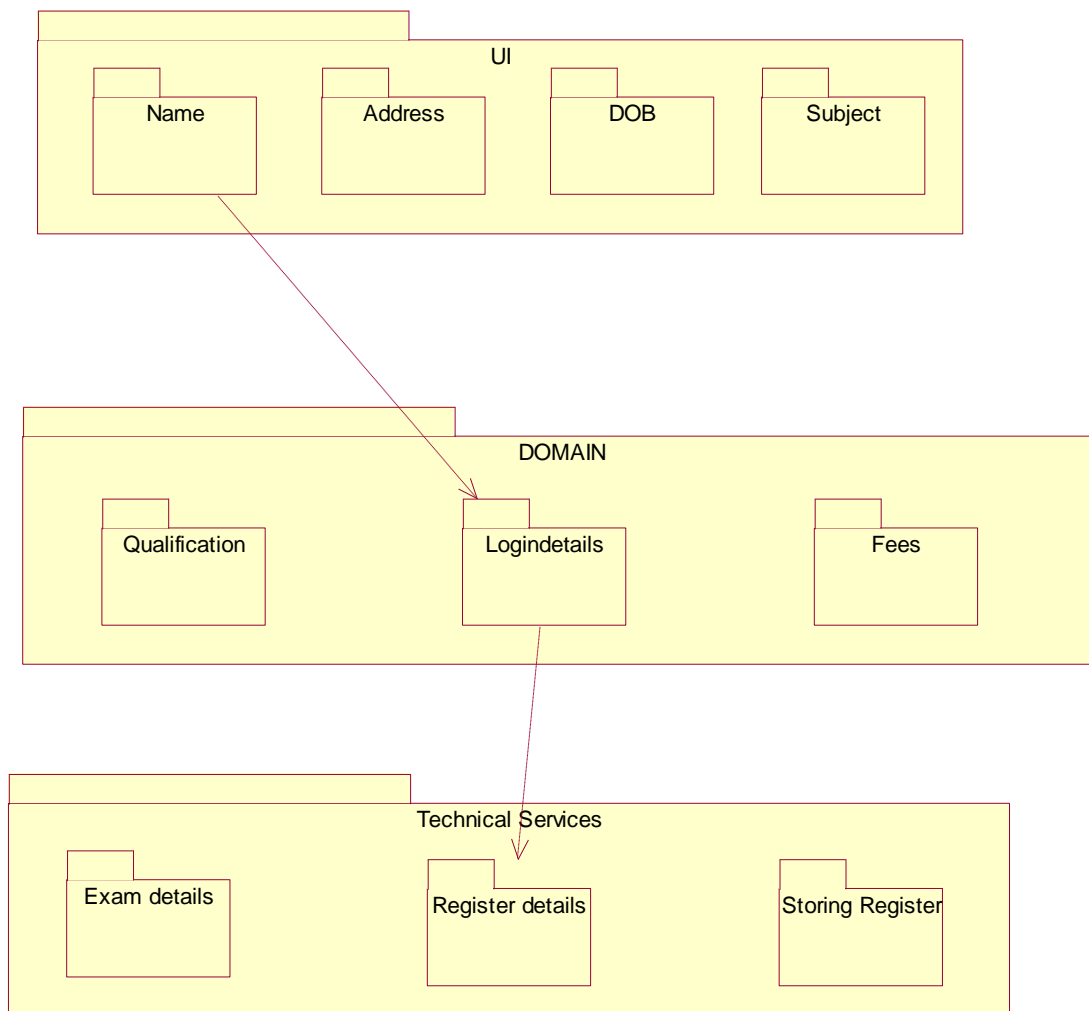 UI
Name
Address
DOB
Subject
DOMAIN
Qualification
Logindetails
Fees
Technical Services
Exam details
Register details
Storing Register